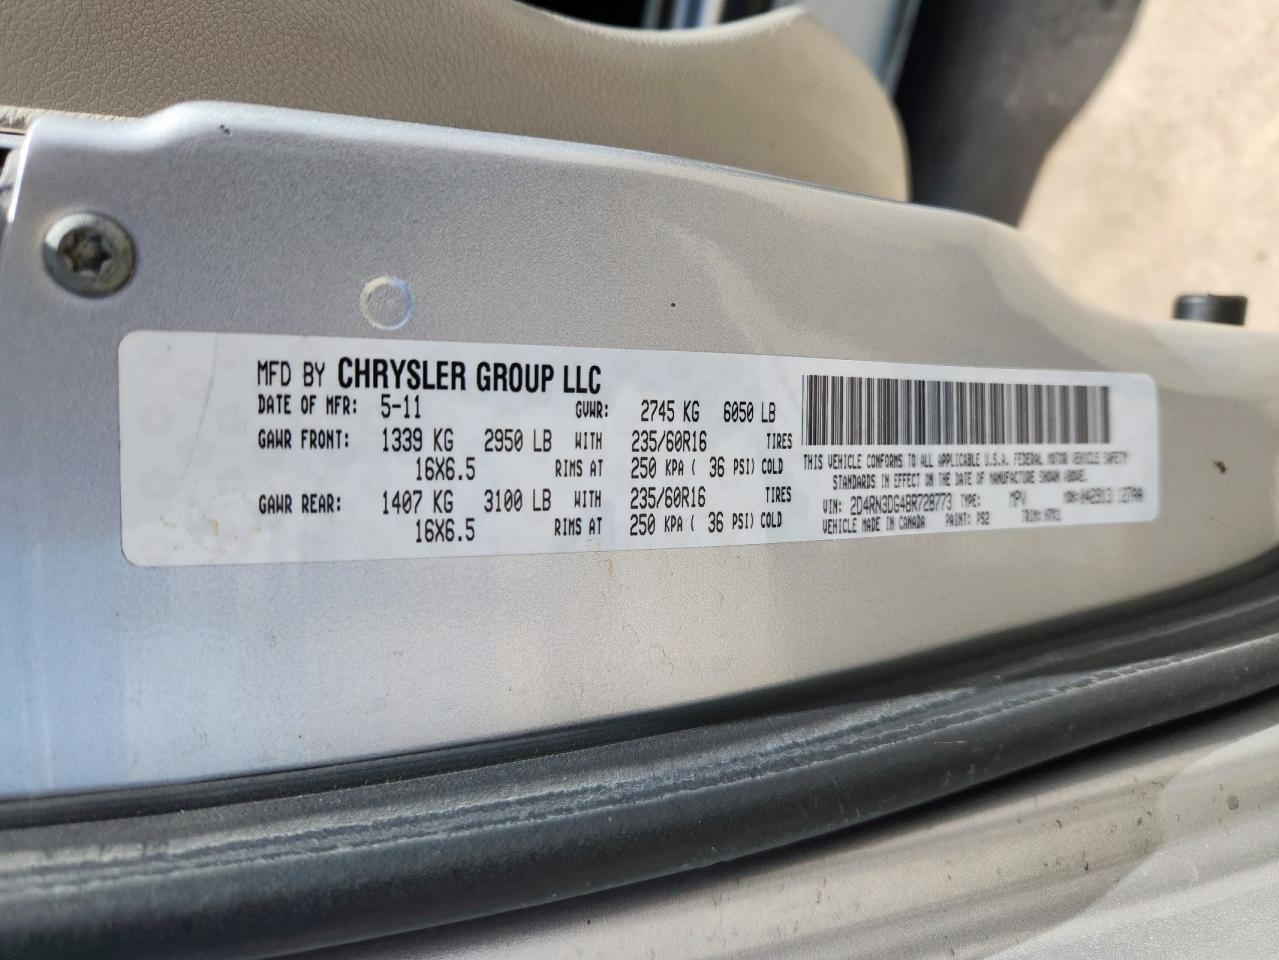 MFD BY CHRYSLER GROUP LLC
DATE OF MFR: 5-11 GVWR: 2745 KG 6050 LB
GAWR FRONT: 1339 KG 2950 LB WITH 235/60R16 TIRES
16X6.5 RIMS AT 250 KPA ( 36 PSI) COLD
GAWR REAR: 1407 KG 3100 LB WITH 235/60R16 TIRES
16X6.5 RIMS AT 250 KPA ( 36 PSI) COLD
THIS VEHICLE CONFORMS TO ALL APPLICABLE U.S.A. FEDERAL MOTOR VEHICLE SAFETY
STANDARDS IN EFFECT ON THE DATE OF MANUFACTURE SHOWN ABOVE.
VIN: 2D4RN3DG4BR728773 TYPE: MPV
VEHICLE MADE IN CANADA PAINT: PS2 TRIM: